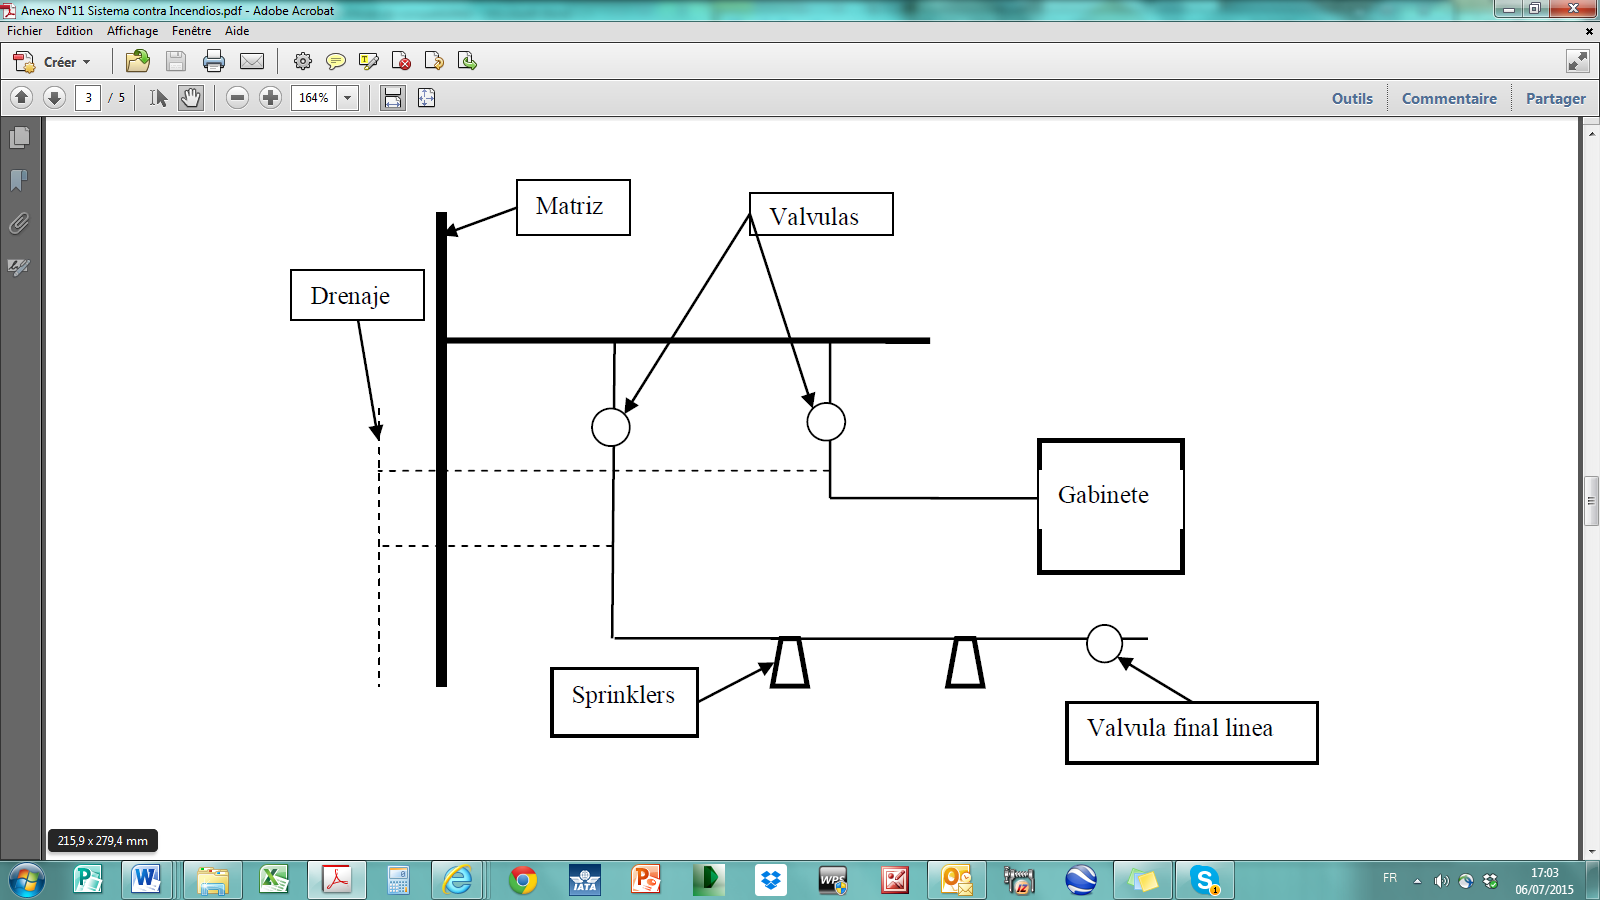 Anexo N°11 Sistema contra Incendios.pdf - Adobe Acrobat
Fichier Edition Affichage Fenêtre Aide
Créer
3 / 5 164% Outils Commentaire Partager
Matriz
Valvulas
Drenaje
Gabinete
Sprinklers
Valvula final linea
215,9 x 279,4 mm
IATA
WPS
FR 17:03
06/07/2015